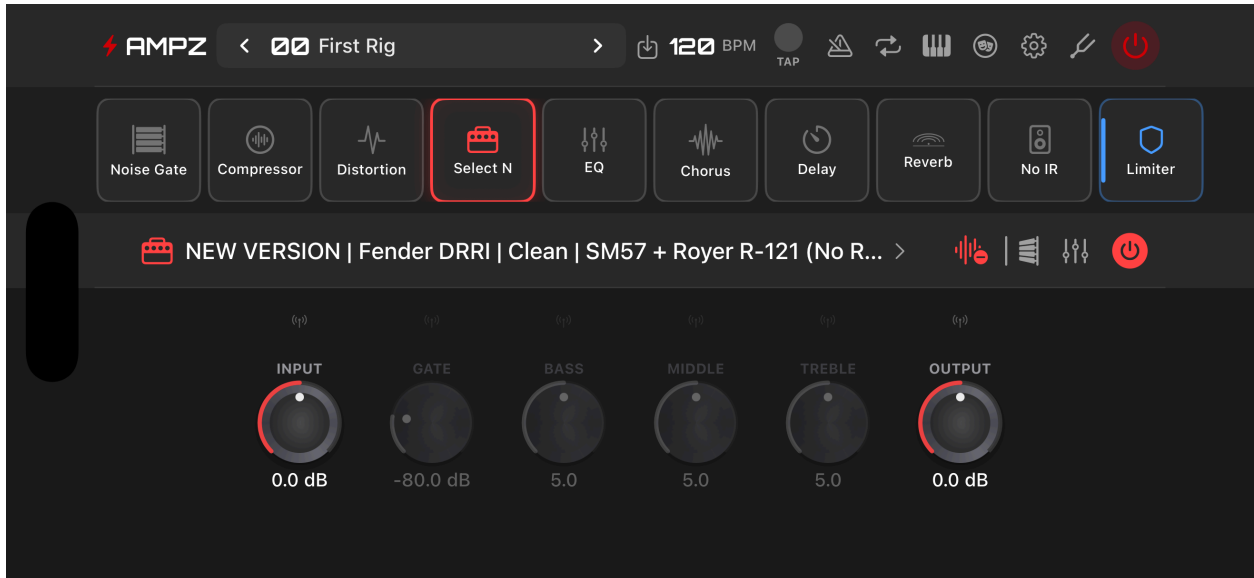 AMPZ
00 First Rig
120 BPM
TAP
Noise Gate
Compressor
Distortion
Select N
EQ
Chorus
Delay
Reverb
No IR
Limiter
NEW VERSION | Fender DRRI | Clean | SM57 + Royer R-121 (No R...
INPUT
GATE
BASS
MIDDLE
TREBLE
OUTPUT
0.0 dB
-80.0 dB
5.0
5.0
5.0
0.0 dB